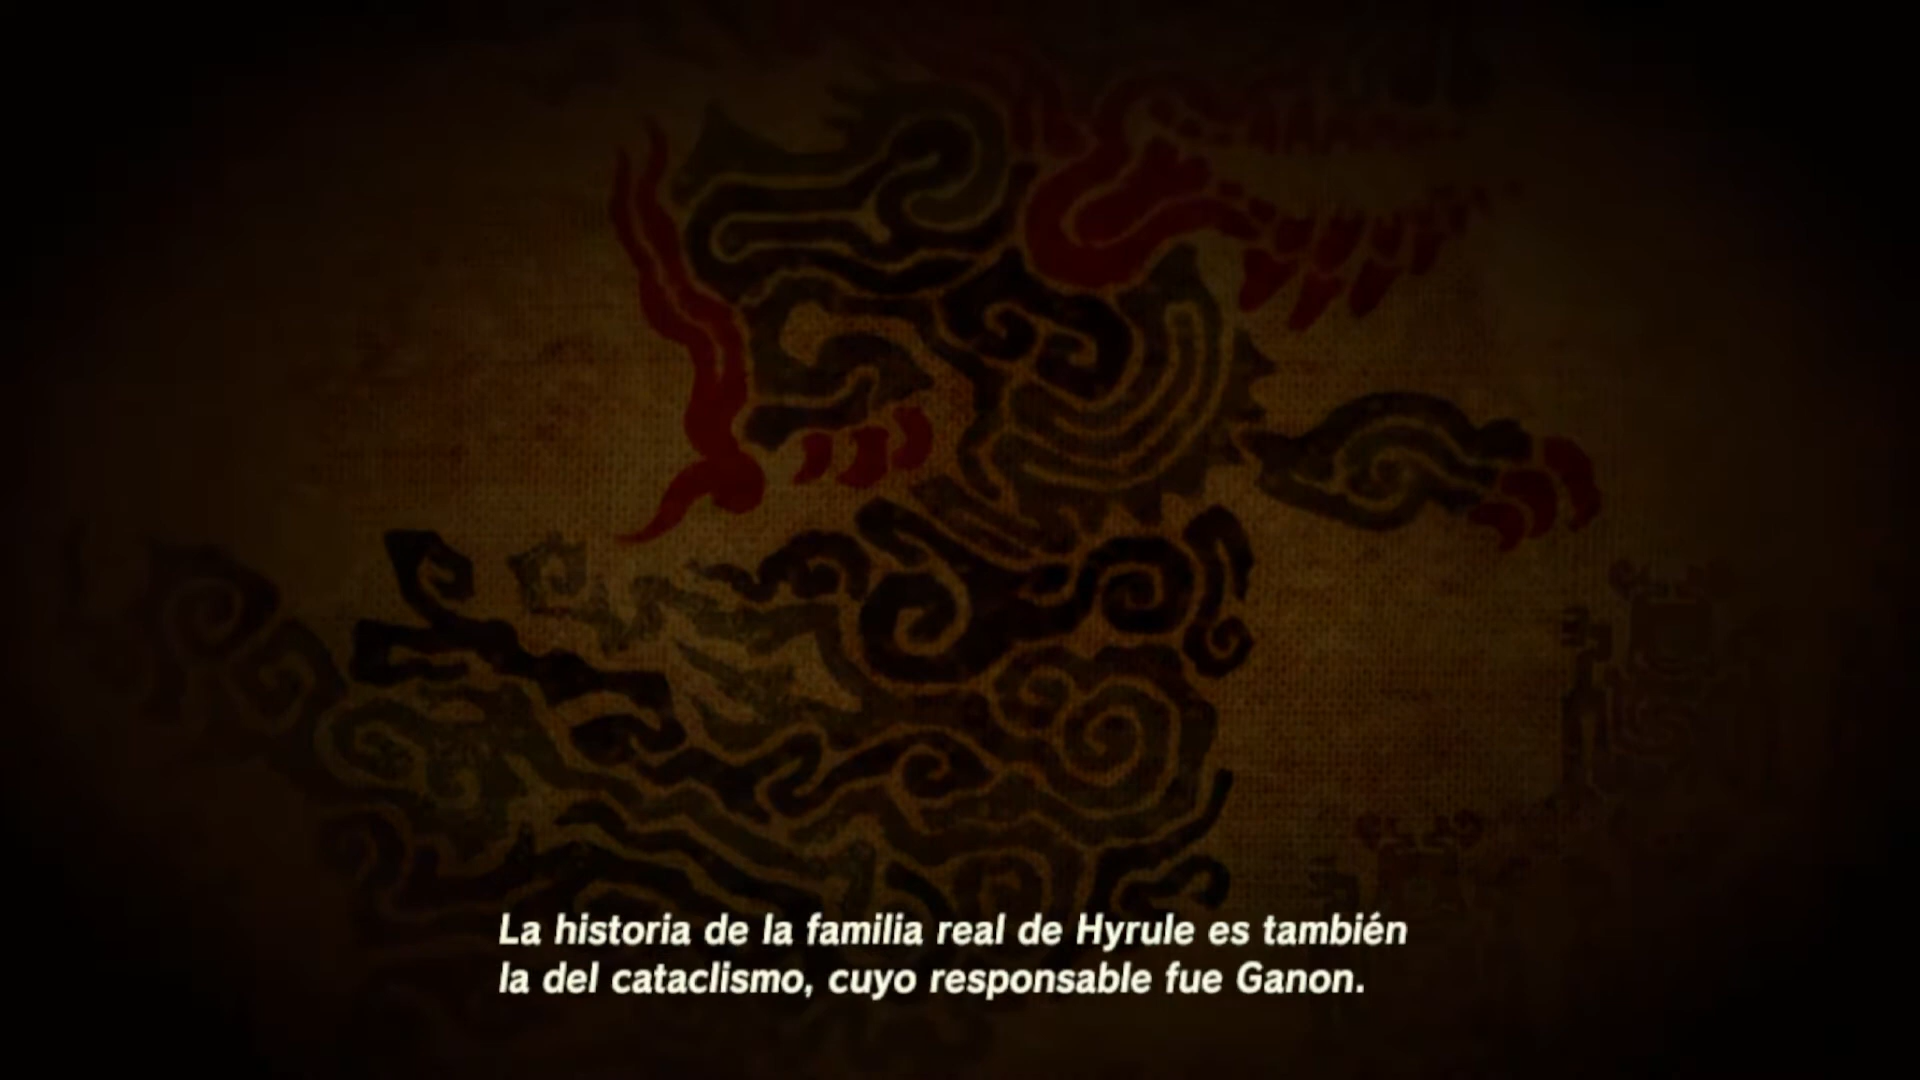 La historia de la familia real de Hyrule es también
la del cataclismo, cuyo responsable fue Ganon.